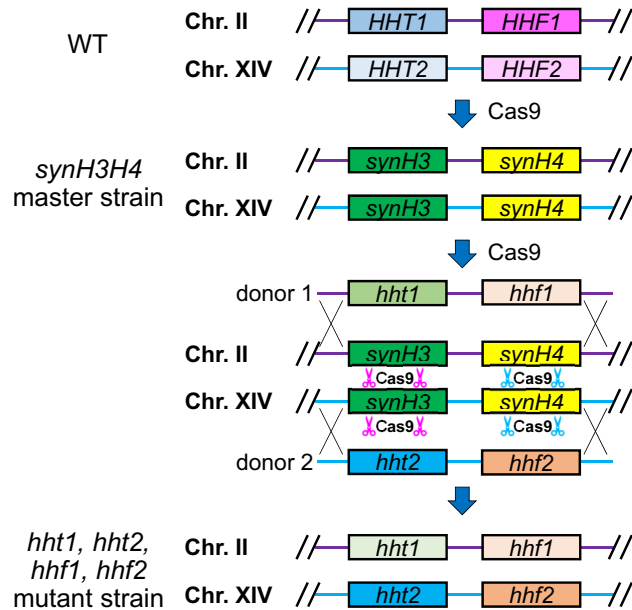 WT
Chr. II // HHT1 HHF1 //
Chr. XIV // HHT2 HHF2 //
Cas9
synH3H4
master strain
Chr. II // synH3 synH4 //
Chr. XIV // synH3 synH4 //
Cas9
donor 1 hht1 hhf1
Chr. II // synH3 synH4 //
Cas9 Cas9
Chr. XIV // synH3 synH4 //
Cas9 Cas9
donor 2 hht2 hhf2
hht1, hht2,
hhf1, hhf2
mutant strain
Chr. II // hht1 hhf1 //
Chr. XIV // hht2 hhf2 //